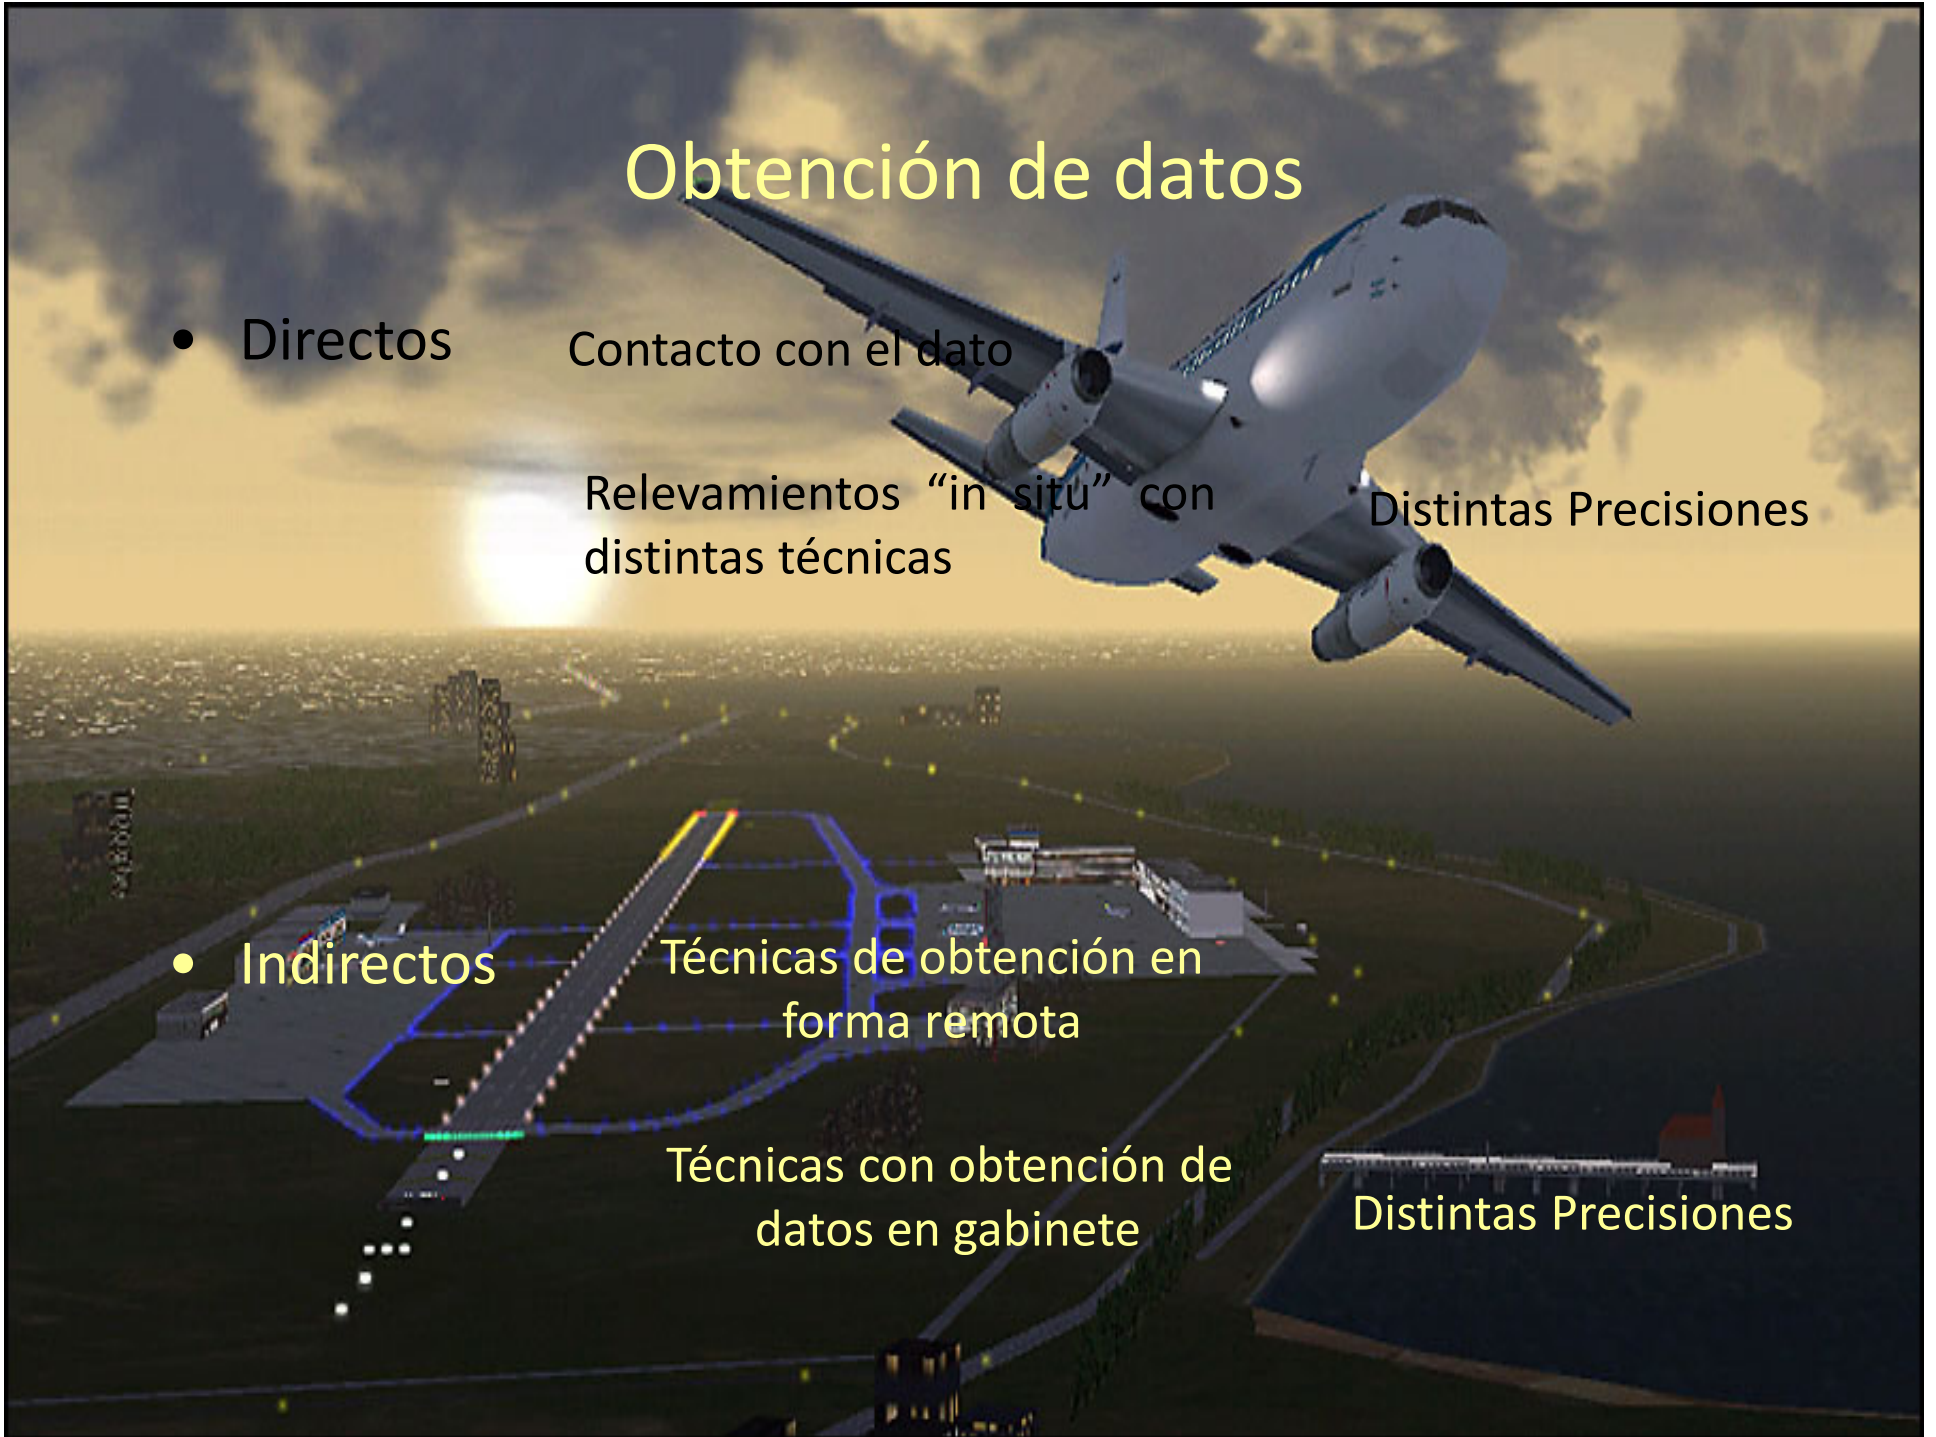 Obtención de datos
• Directos
Contacto con el dato
Relevamientos “in situ” con
distintas técnicas
Distintas Precisiones
• Indirectos
Técnicas de obtención en
forma remota
Técnicas con obtención de
datos en gabinete
Distintas Precisiones